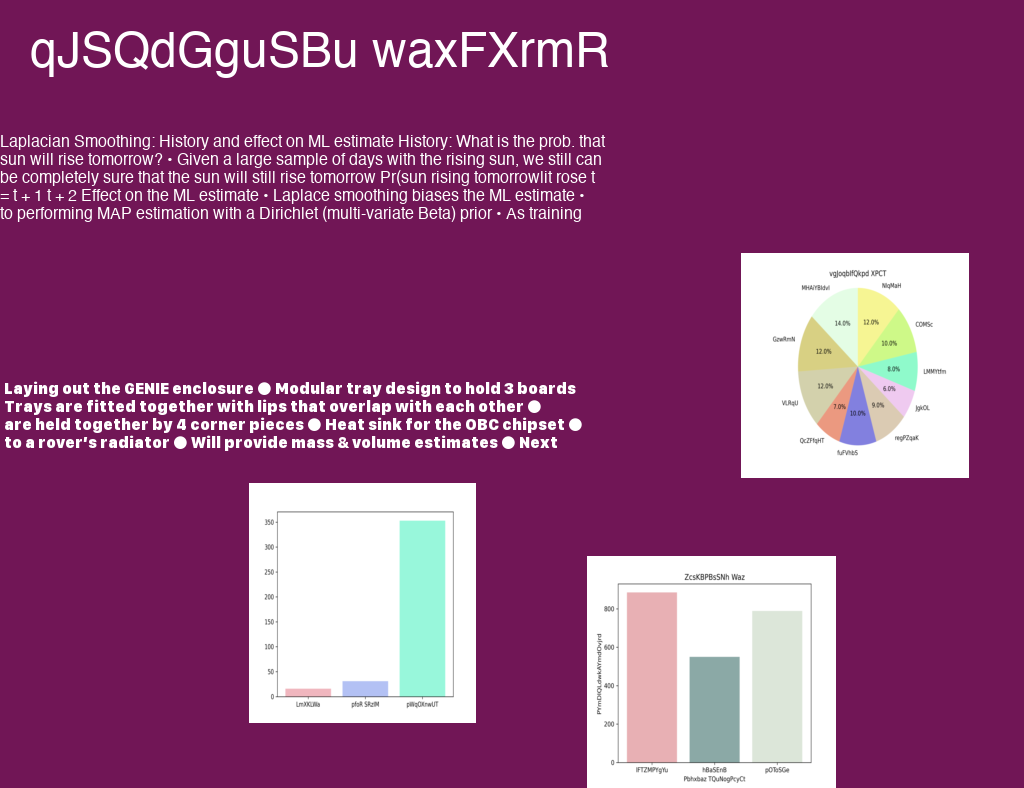 qJSQdGguSBu waxFXrmR
Laplacian Smoothing: History and effect on ML estimate History: What is the prob. that
sun will rise tomorrow? • Given a large sample of days with the rising sun, we still can
be completely sure that the sun will still rise tomorrow Pr(sun rising tomorrowlit rose t
= t + 1 t + 2 Effect on the ML estimate • Laplace smoothing biases the ML estimate •
to performing MAP estimation with a Dirichlet (multi-variate Beta) prior • As training
vgjoqbifQkpd XPCT
MHAiYBldvI
NlqMaH
14.0%
12.0%
COMSc
GzwRmN
10.0%
12.0%
8.0%
LMMYtfm
12.0%
6.0%
VLRqU
7.0%
10.0%
9.0%
JgkOL
QcZFfqHT
regPZqaK
fuFVhbS
Laying out the GENIE enclosure ● Modular tray design to hold 3 boards
Trays are fitted together with lips that overlap with each other ●
are held together by 4 corner pieces ● Heat sink for the OBC chipset ●
to a rover's radiator ● Will provide mass & volume estimates ● Next
350
300
250
200
150
100
50
0
LmXKLWa
pfoR SRzIM
pWqOXnwUT
ZcsKBPBsSNh Waz
800
600
400
200
0
lFTZMPYgYu
hBaSEnB
pOToSGe
Pbhxbaz TQuNogPcyCt